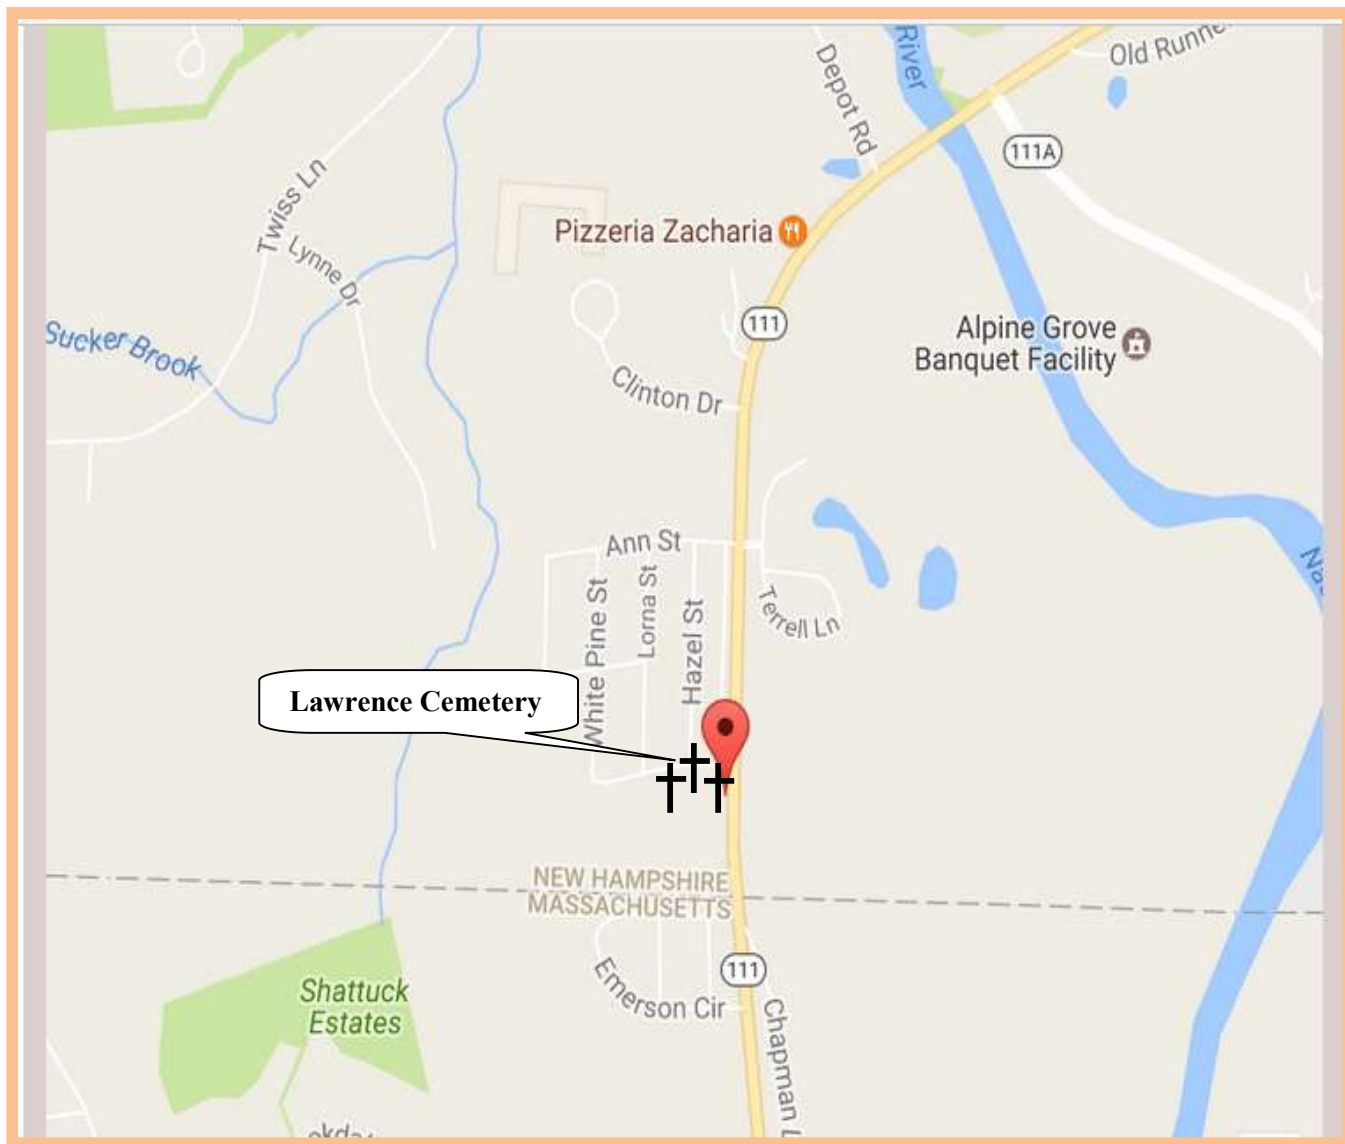 River
Old Runne
Depot Rd
111A
Twiss Ln
Pizzeria Zacharia
Lynne Dr
111
Alpine Grove
Banquet Facility
Sucker Brook
Clinton Dr
Ann St
Na
White Pine St
Lorna St
Hazel St
Terrell Ln
Lawrence Cemetery
NEW HAMPSHIRE
MASSACHUSETTS
111
Emerson Cir
Shattuck
Estates
Chapman L